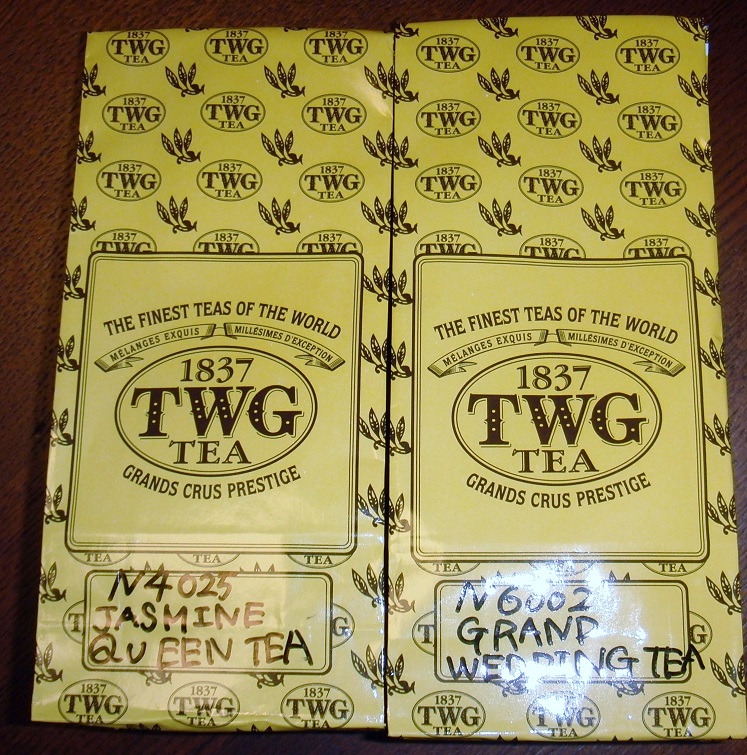 THE FINEST TEAS OF THE WORLD
MÉLANGES EXQUIS MILLÉSIMES D'EXCEPTION
1837
TWG
TEA
GRANDS CRUS PRESTIGE
N4025
JASMINE
QUEEN TEA
THE FINEST TEAS OF THE WORLD
MÉLANGES EXQUIS MILLÉSIMES D'EXCEPTION
1837
TWG
TEA
GRANDS CRUS PRESTIGE
N6002
GRAND
WEDDING TEA